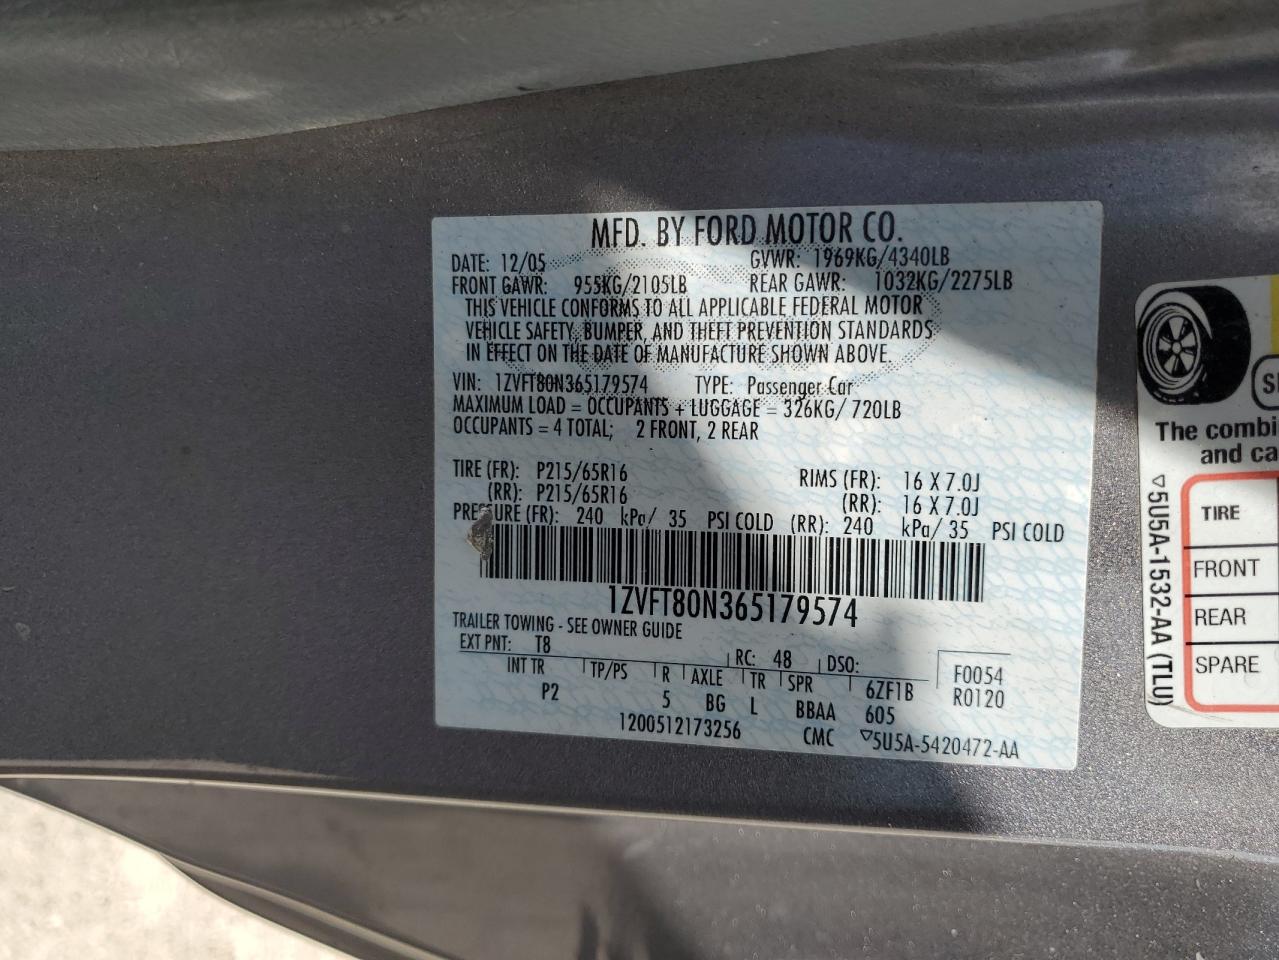 MFD. BY FORD MOTOR CO.
DATE: 12/05 GVWR: 1969KG/4340LB
FRONT GAWR: 955KG/2105LB REAR GAWR: 1032KG/2275LB
THIS VEHICLE CONFORMS TO ALL APPLICABLE FEDERAL MOTOR
VEHICLE SAFETY, BUMPER, AND THEFT PREVENTION STANDARDS
IN EFFECT ON THE DATE OF MANUFACTURE SHOWN ABOVE.
VIN: 1ZVFT80N365179574 TYPE: Passenger Car
MAXIMUM LOAD = OCCUPANTS + LUGGAGE = 326KG/ 720LB
OCCUPANTS = 4 TOTAL; 2 FRONT, 2 REAR
TIRE (FR): P215/65R16 RIMS (FR): 16 X 7.0J
(RR): P215/65R16 (RR): 16 X 7.0J
PRESSURE (FR): 240 kPa/ 35 PSI COLD (RR): 240 kPa/ 35 PSI COLD
1ZVFT80N365179574
TRAILER TOWING - SEE OWNER GUIDE
EXT PNT: T8 RC: 48 DSO: F0054
INT TR TP/PS R AXLE TR SPR 6ZF1B R0120
P2 5 BG L BBAA 605
1200512173256 CMC ▽5U5A-5420472-AA
The combi
and ca
TIRE
FRONT
REAR
SPARE
▽5U5A-1532-AA (TLU)